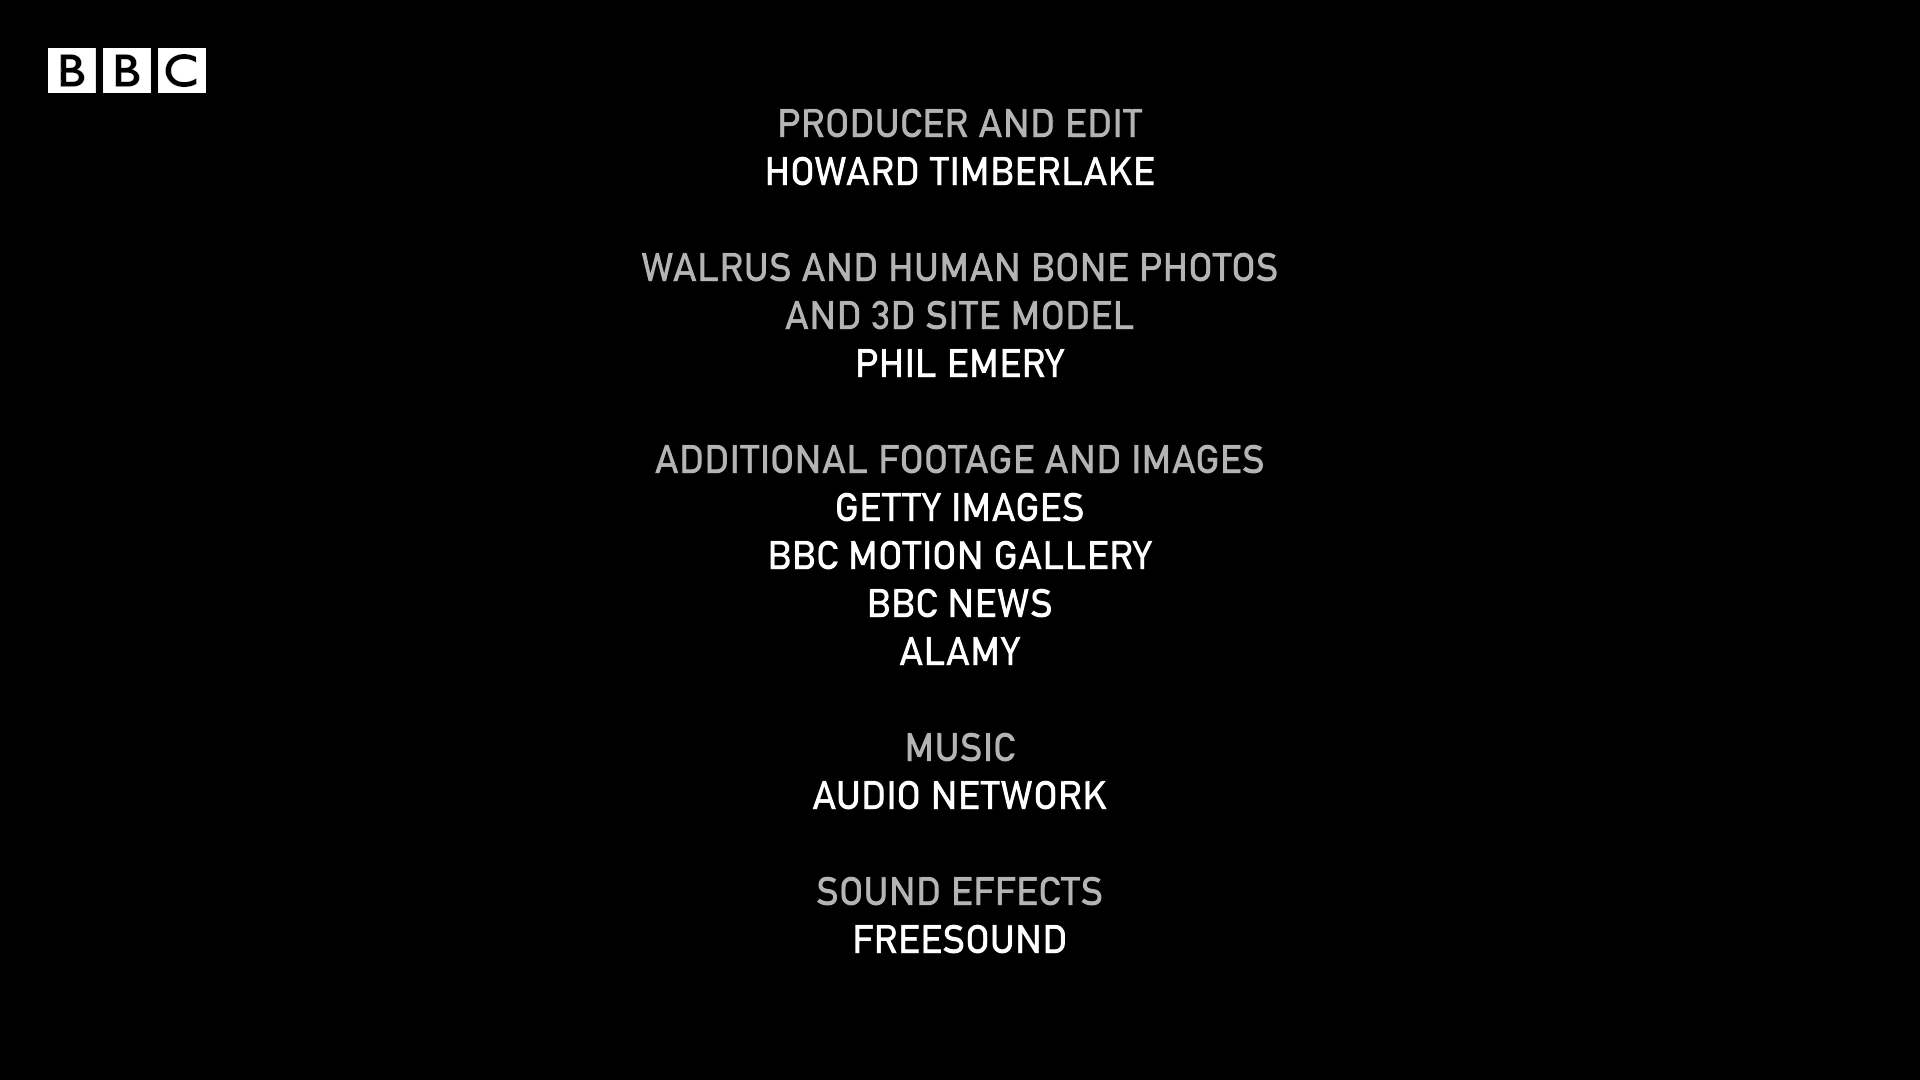 BBC
PRODUCER AND EDIT
HOWARD TIMBERLAKE
WALRUS AND HUMAN BONE PHOTOS
AND 3D SITE MODEL
PHIL EMERY
ADDITIONAL FOOTAGE AND IMAGES
GETTY IMAGES
BBC MOTION GALLERY
BBC NEWS
ALAMY
MUSIC
AUDIO NETWORK
SOUND EFFECTS
FREESOUND